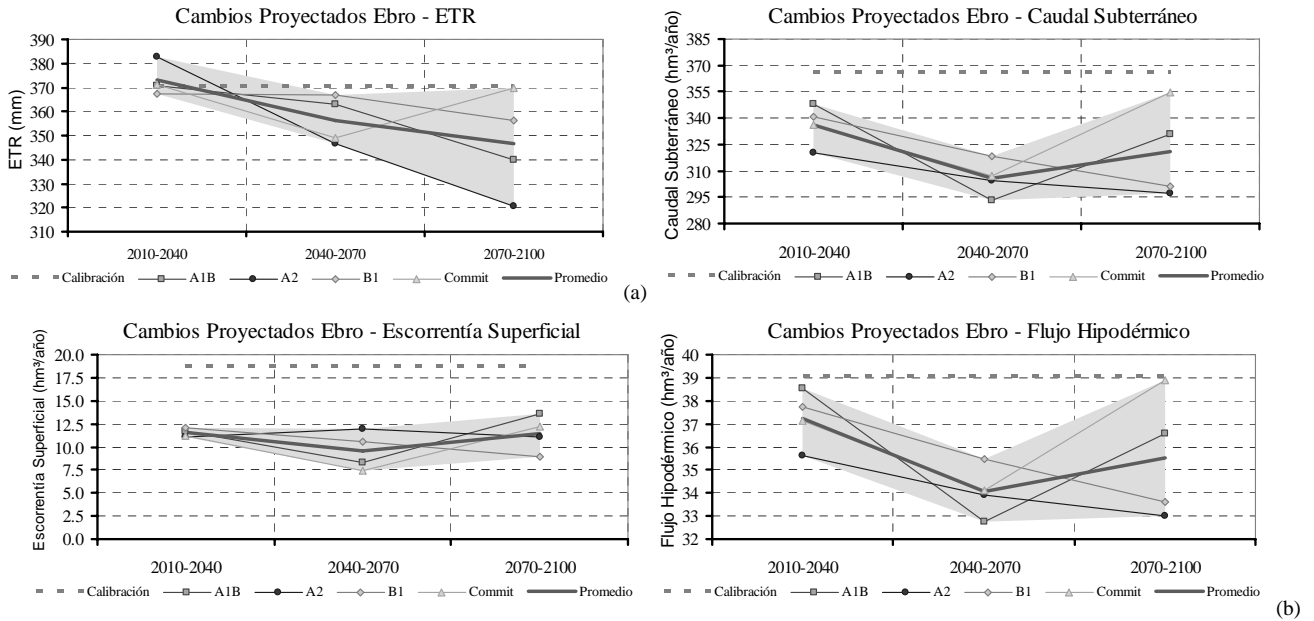 Cambios Proyectados Ebro - ETR
ETR (mm)
390
380
370
360
350
340
330
320
310
2010-2040
2040-2070
2070-2100
Calibración
A1B
A2
B1
Commit
Promedio
Cambios Proyectados Ebro - Caudal Subterráneo
Caudal Subterráneo (hm³/año)
385
366
355
325
295
280
2010-2040
2040-2070
2070-2100
Calibración
A1B
A2
B1
Commit
Promedio
(a)
Cambios Proyectados Ebro - Escorrentía Superficial
Escorrentía Superficial (hm³/año)
20.0
17.5
15.0
12.5
10.0
7.5
5.0
2.5
0.0
2010-2040
2040-2070
2070-2100
Calibración
A1B
A2
B1
Commit
Promedio
Cambios Proyectados Ebro - Flujo Hipodérmico
Flujo Hipodérmico (hm³/año)
40
39
37
36
34
33
32
2010-2040
2040-2070
2070-2100
Calibración
A1B
A2
B1
Commit
Promedio
(b)